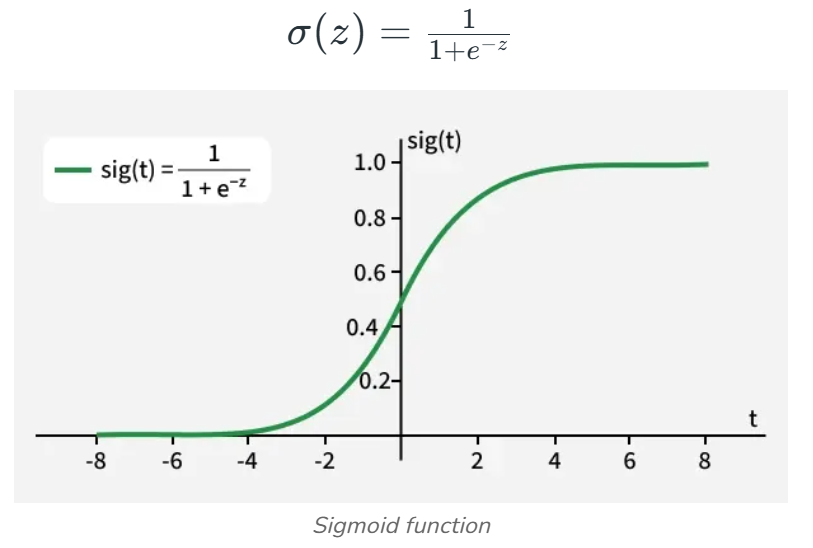 σ(z) = 1/(1+e^{-z})
sig(t)
sig(t) = 1/(1 + e^{-z})
1.0
0.8
0.6
0.4
0.2
t
-8 -6 -4 -2 2 4 6 8
Sigmoid function